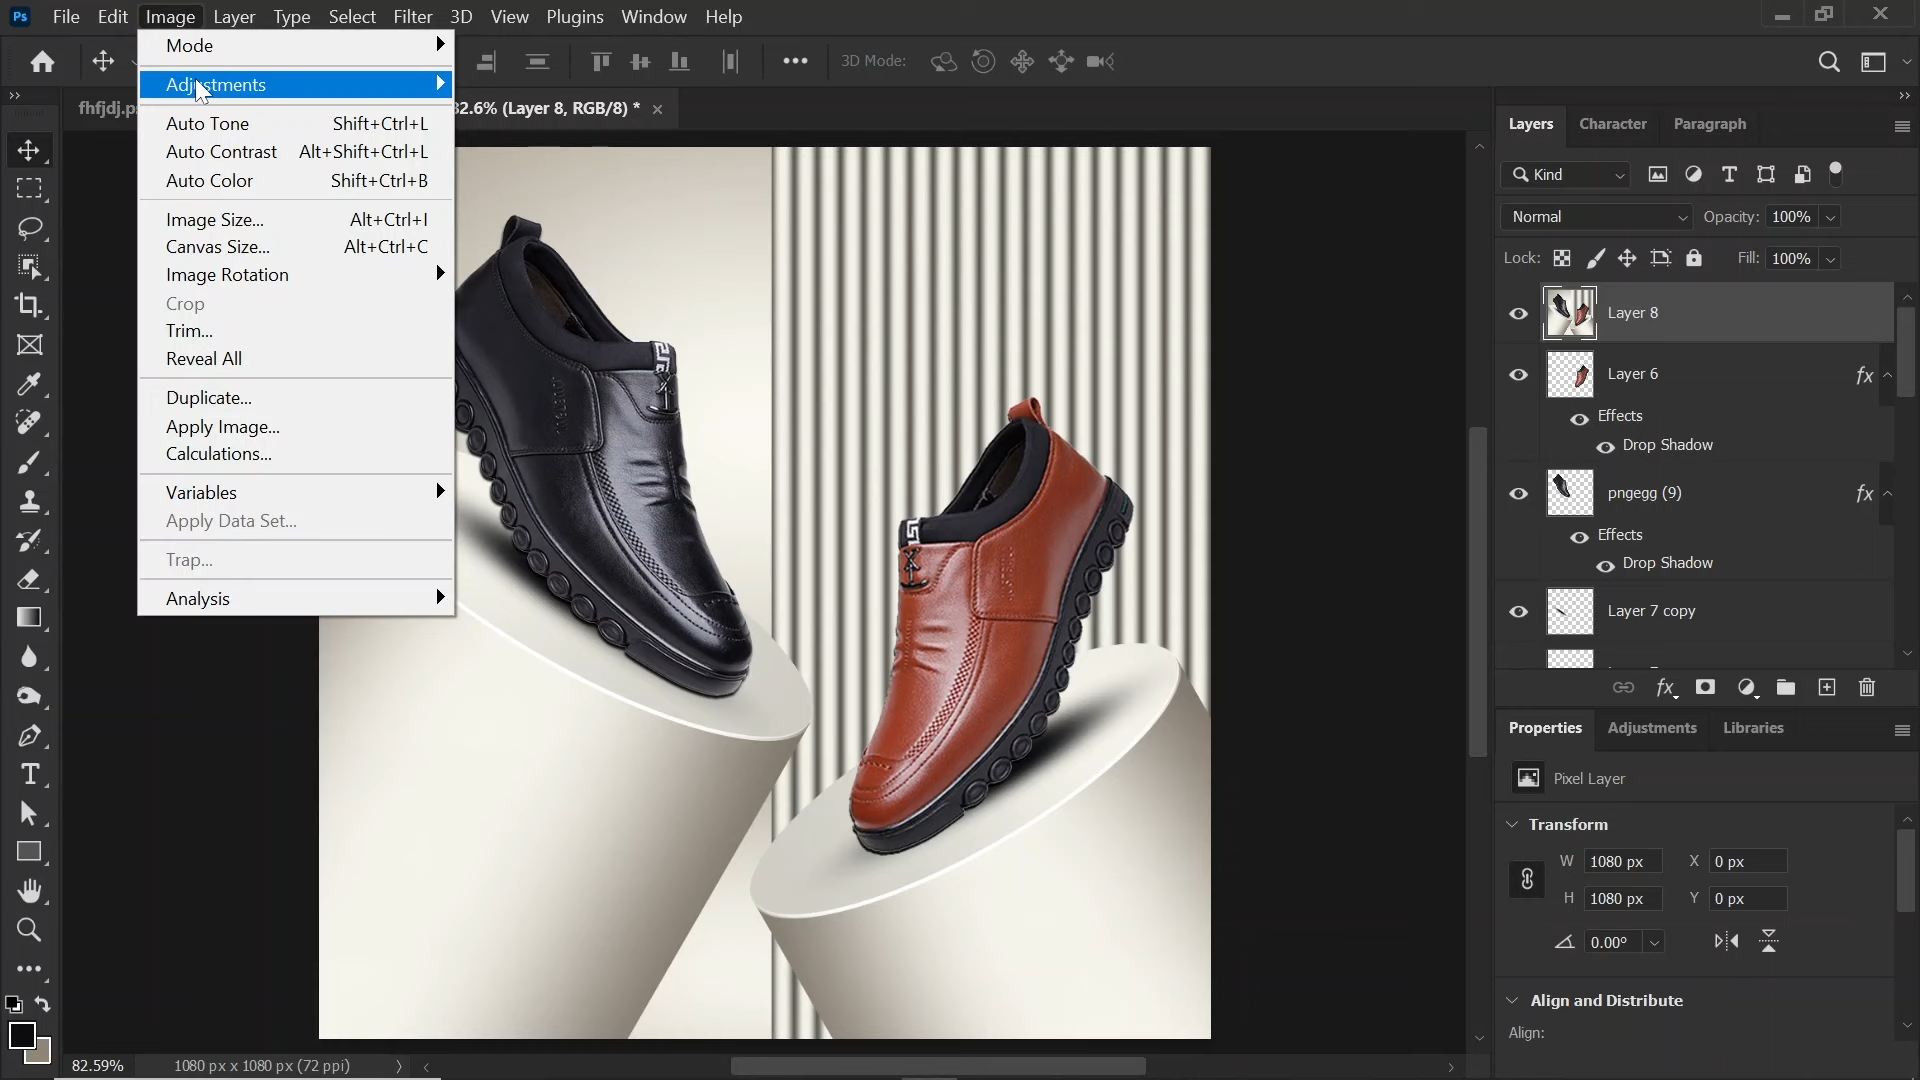 Ps File Edit Image Layer Type Select Filter 3D View Plugins Window Help
3D Mode:
fhfjdj.p
82.6% (Layer 8, RGB/8) *
Mode
Adjustments
Auto Tone Shift+Ctrl+L
Auto Contrast Alt+Shift+Ctrl+L
Auto Color Shift+Ctrl+B
Image Size... Alt+Ctrl+I
Canvas Size... Alt+Ctrl+C
Image Rotation
Crop
Trim...
Reveal All
Duplicate...
Apply Image...
Calculations...
Variables
Apply Data Set...
Trap...
Analysis
Layers Character Paragraph
Kind
Normal Opacity: 100%
Lock: Fill: 100%
Layer 8
Layer 6 fx
Effects
Drop Shadow
pngegg (9) fx
Effects
Drop Shadow
Layer 7 copy
fx
Properties Adjustments Libraries
Pixel Layer
Transform
W 1080 px X 0 px
H 1080 px Y 0 px
0.00°
Align and Distribute
Align:
82.59% 1080 px x 1080 px (72 ppi)